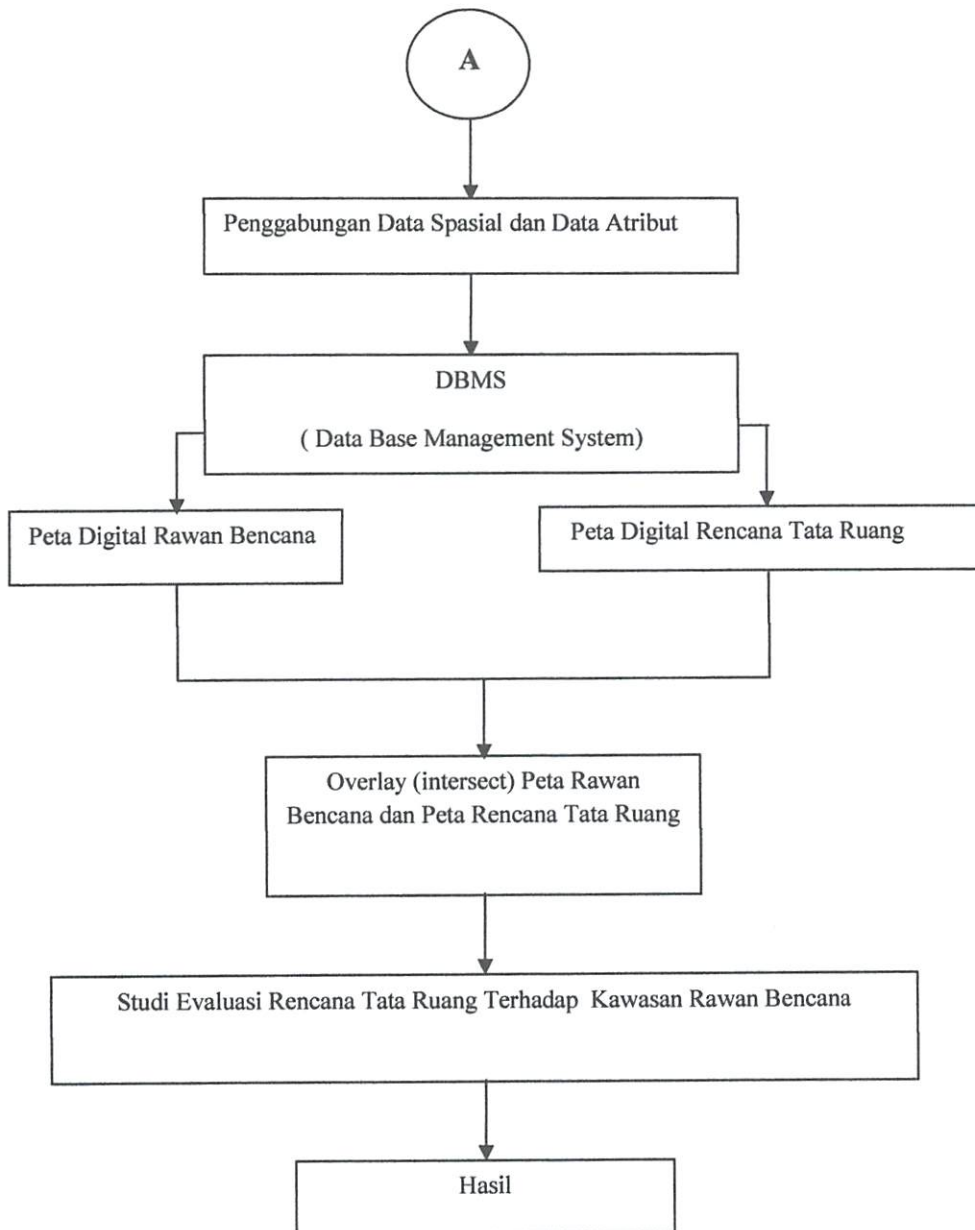 A
Penggabungan Data Spasial dan Data Atribut
DBMS
( Data Base Management System)
Peta Digital Rawan Bencana
Peta Digital Rencana Tata Ruang
Overlay (intersect) Peta Rawan
Bencana dan Peta Rencana Tata Ruang
Studi Evaluasi Rencana Tata Ruang Terhadap Kawasan Rawan Bencana
Hasil